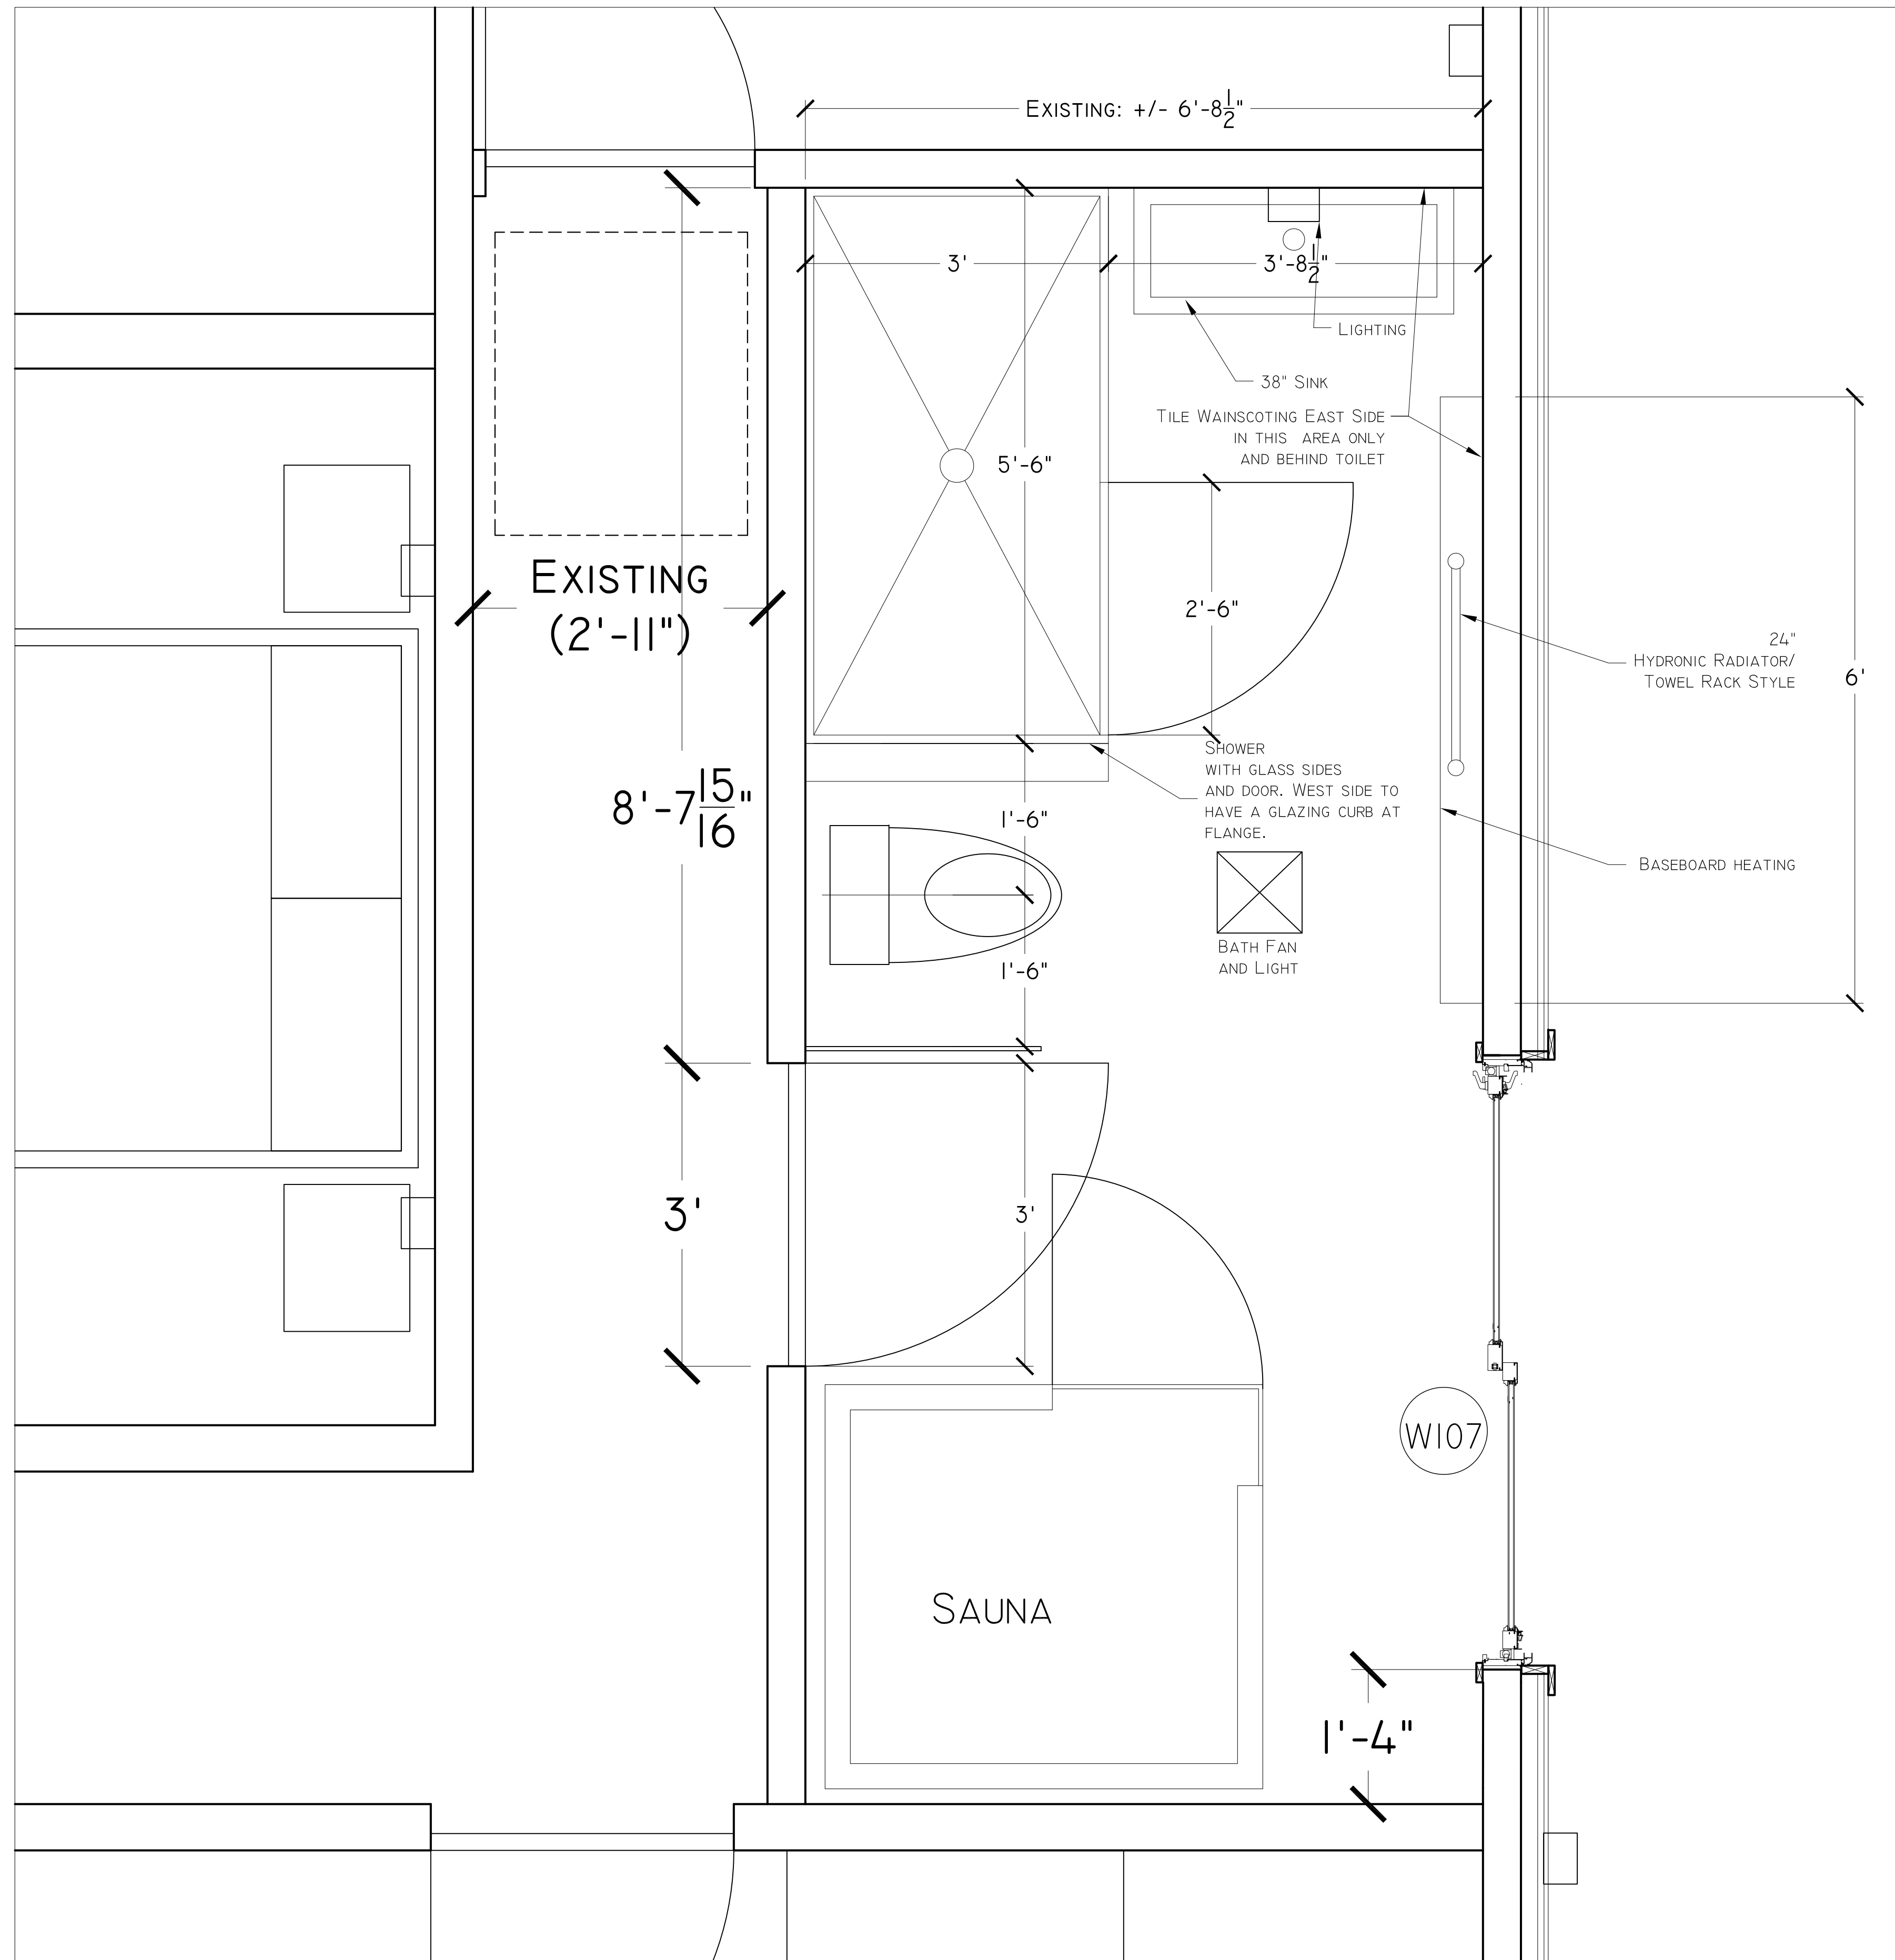 EXISTING: +/- 6'-8 1/2"
3'
3'-8 1/2"
LIGHTING
38" SINK
TILE WAINSCOTING EAST SIDE
IN THIS AREA ONLY
AND BEHIND TOILET
5'-6"
EXISTING
(2'-11")
2'-6"
24"
HYDRONIC RADIATOR/
TOWEL RACK STYLE
6'
SHOWER
WITH GLASS SIDES
AND DOOR. WEST SIDE TO
HAVE A GLAZING CURB AT
FLANGE.
8'-7 15/16"
1'-6"
BASEBOARD HEATING
BATH FAN
AND LIGHT
1'-6"
3'
3'
W107
SAUNA
1'-4"